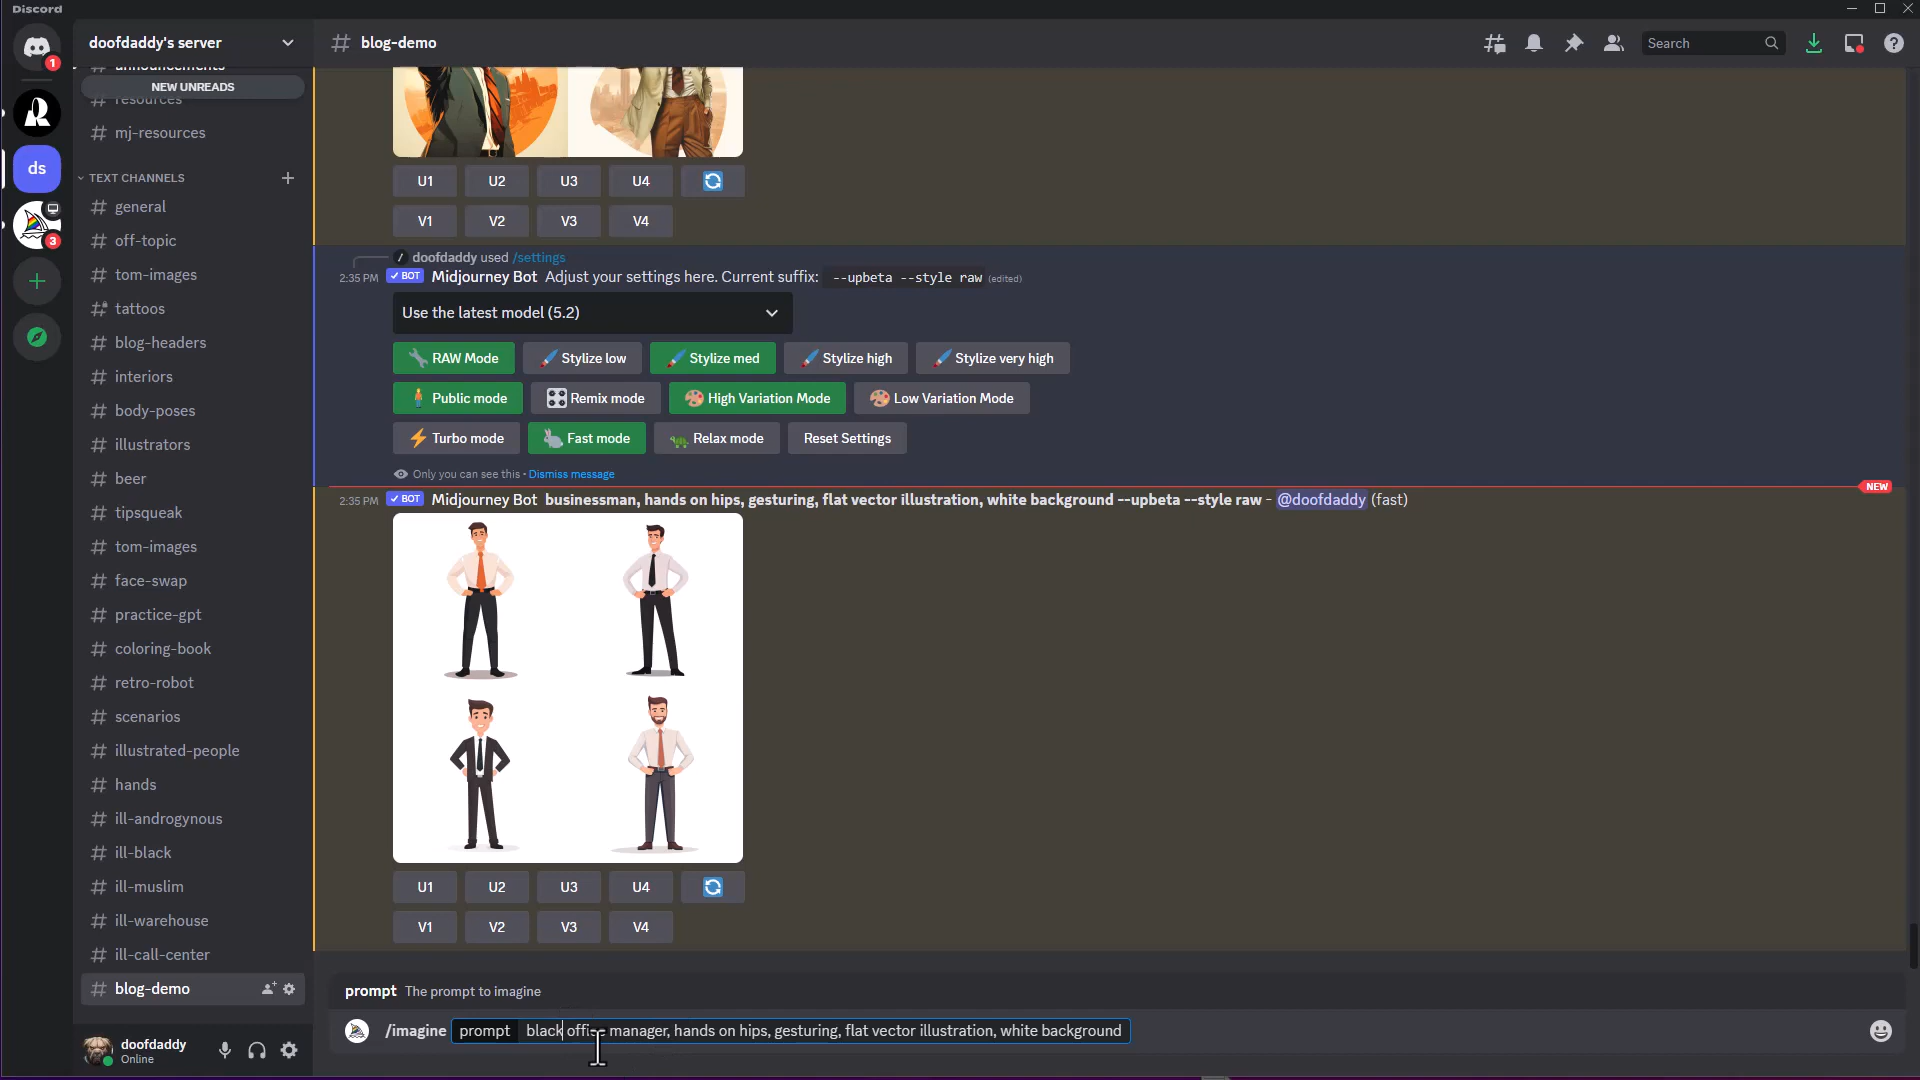 Discord
1
ds
3
doofdaddy's server
announcements
NEW UNREADS
# resources
# mj-resources
TEXT CHANNELS
# general
# off-topic
# tom-images
# tattoos
# blog-headers
# interiors
# body-poses
# illustrators
# beer
# tipsqueak
# tom-images
# face-swap
# practice-gpt
# coloring-book
# retro-robot
# scenarios
# illustrated-people
# hands
# ill-androgynous
# ill-black
# ill-muslim
# ill-warehouse
# ill-call-center
# blog-demo
doofdaddy
Online
# blog-demo
Search
U1 U2 U3 U4
V1 V2 V3 V4
doofdaddy used /settings
2:35 PM BOT Midjourney Bot Adjust your settings here. Current suffix: --upbeta --style raw (edited)
Use the latest model (5.2)
RAW Mode Stylize low Stylize med Stylize high Stylize very high
Public mode Remix mode High Variation Mode Low Variation Mode
Turbo mode Fast mode Relax mode Reset Settings
Only you can see this • Dismiss message
NEW
2:35 PM BOT Midjourney Bot businessman, hands on hips, gesturing, flat vector illustration, white background --upbeta --style raw - @doofdaddy (fast)
U1 U2 U3 U4
V1 V2 V3 V4
prompt The prompt to imagine
/imagine prompt black office manager, hands on hips, gesturing, flat vector illustration, white background